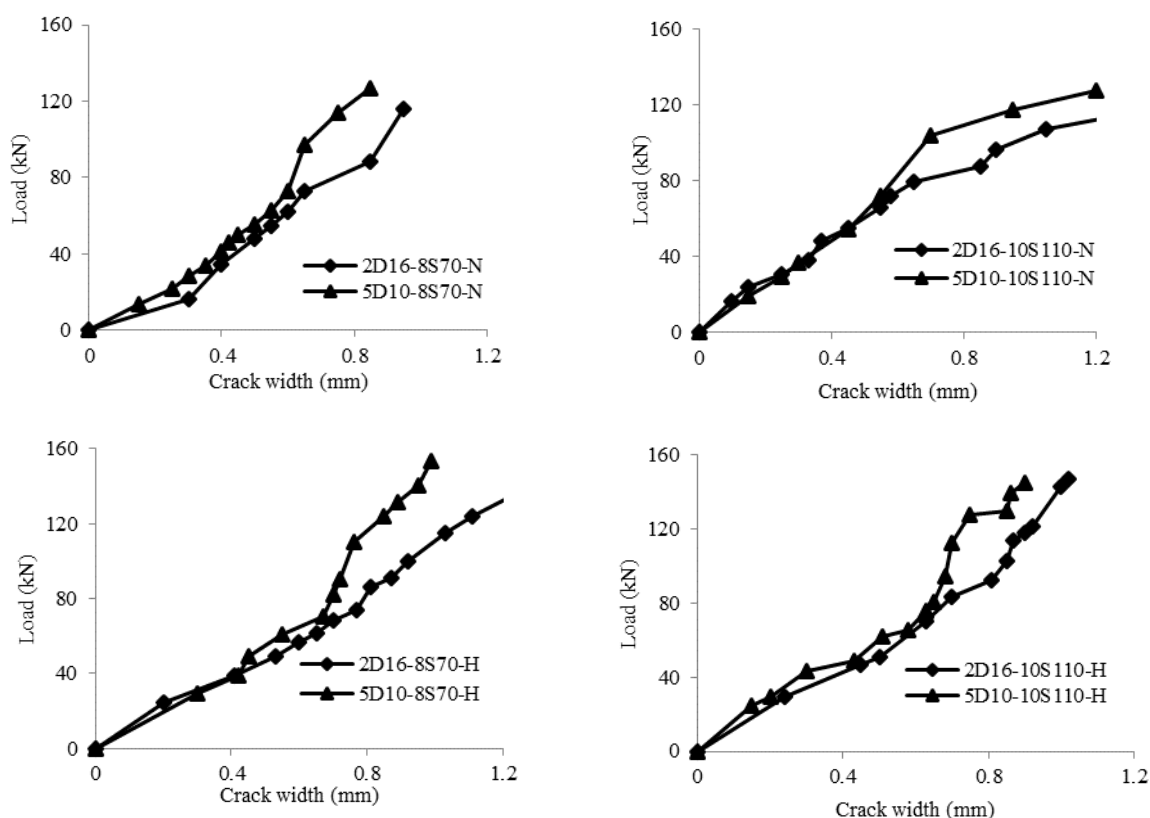 160
120
80
40
0
Load (kN)
2D16-8S70-N
5D10-8S70-N
0 0.4 0.8 1.2
Crack width (mm)
160
120
80
40
0
Load (kN)
2D16-10S110-N
5D10-10S110-N
0 0.4 0.8 1.2
Crack width (mm)
160
120
80
40
0
Load (kN)
2D16-8S70-H
5D10-8S70-H
0 0.4 0.8 1.2
Crack width (mm)
160
120
80
40
0
Load (kN)
2D16-10S110-H
5D10-10S110-H
0 0.4 0.8 1.2
Crack width (mm)